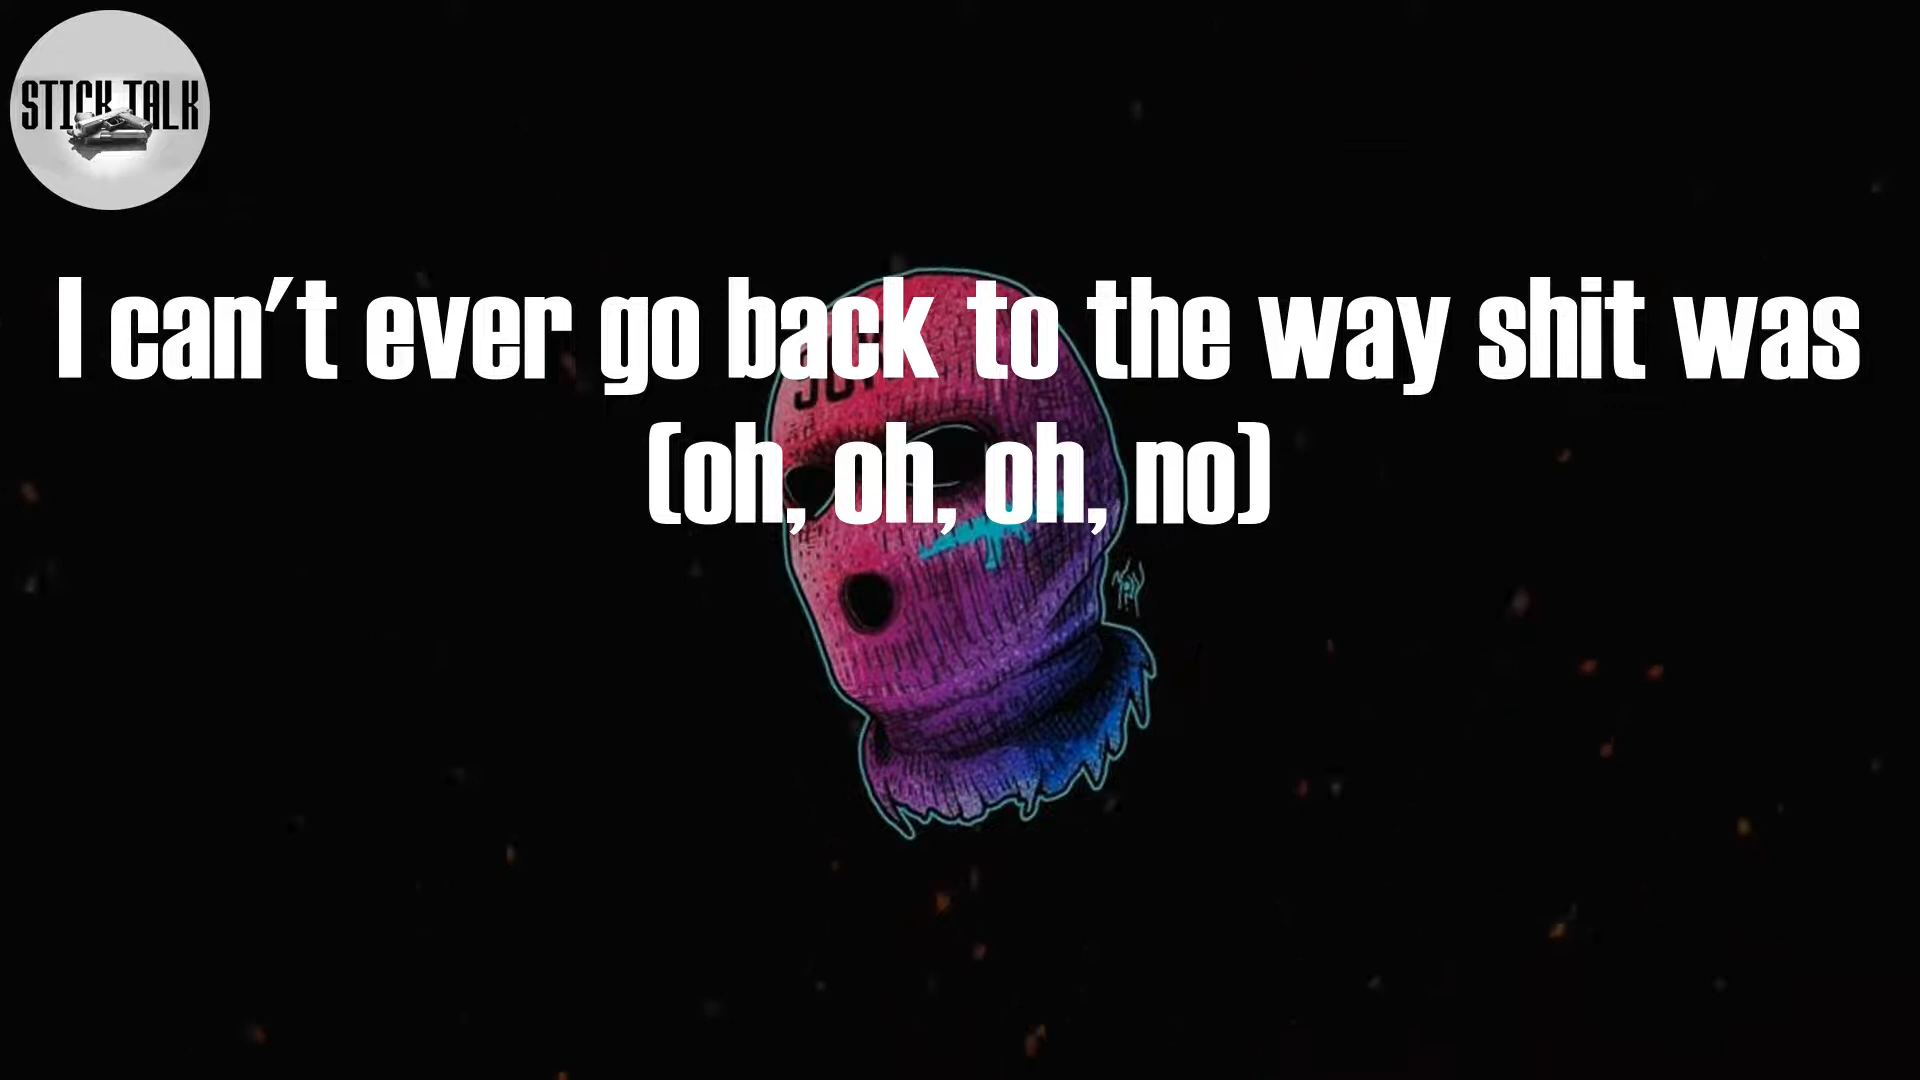 STICK TALK
I can't ever go back to the way shit was
(oh, oh, oh, no)